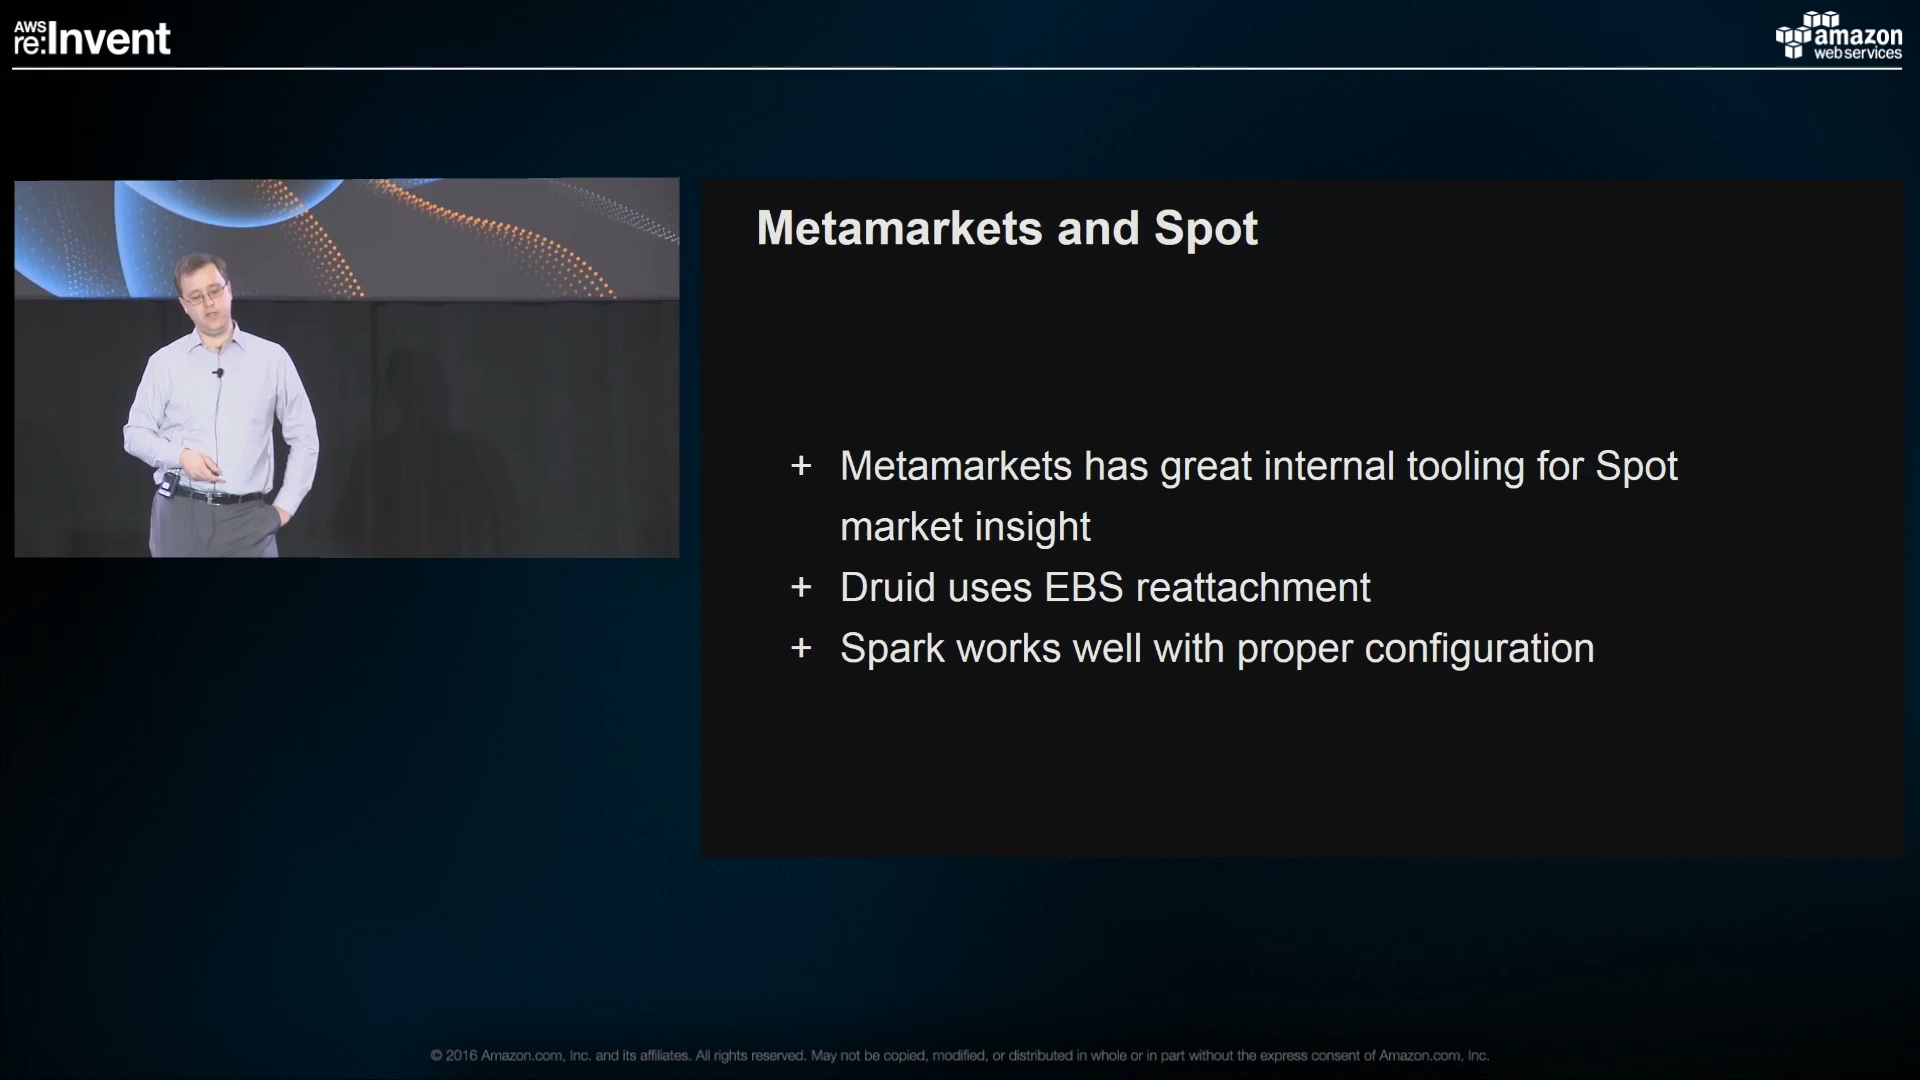 AWS
re:Invent
amazon
webservices
Metamarkets and Spot
+ Metamarkets has great internal tooling for Spot
market insight
+ Druid uses EBS reattachment
+ Spark works well with proper configuration
© 2016 Amazon.com, Inc. and its affiliates. All rights reserved. May not be copied, modified, or distributed in whole or in part without the express consent of Amazon.com, Inc.